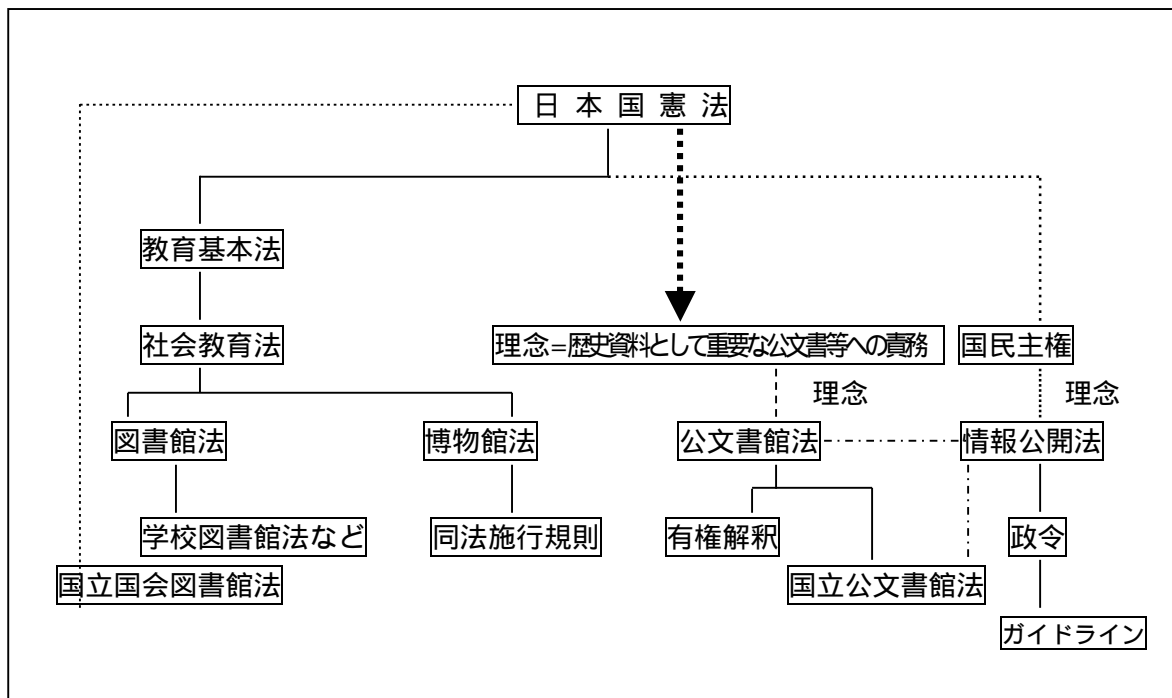 日本国憲法
教育基本法
社会教育法
理念=歴史資料として重要な公文書等への責務
国民主権
理念
理念
図書館法
博物館法
公文書館法
情報公開法
学校図書館法など
同法施行規則
有権解釈
政令
国立国会図書館法
国立公文書館法
ガイドライン